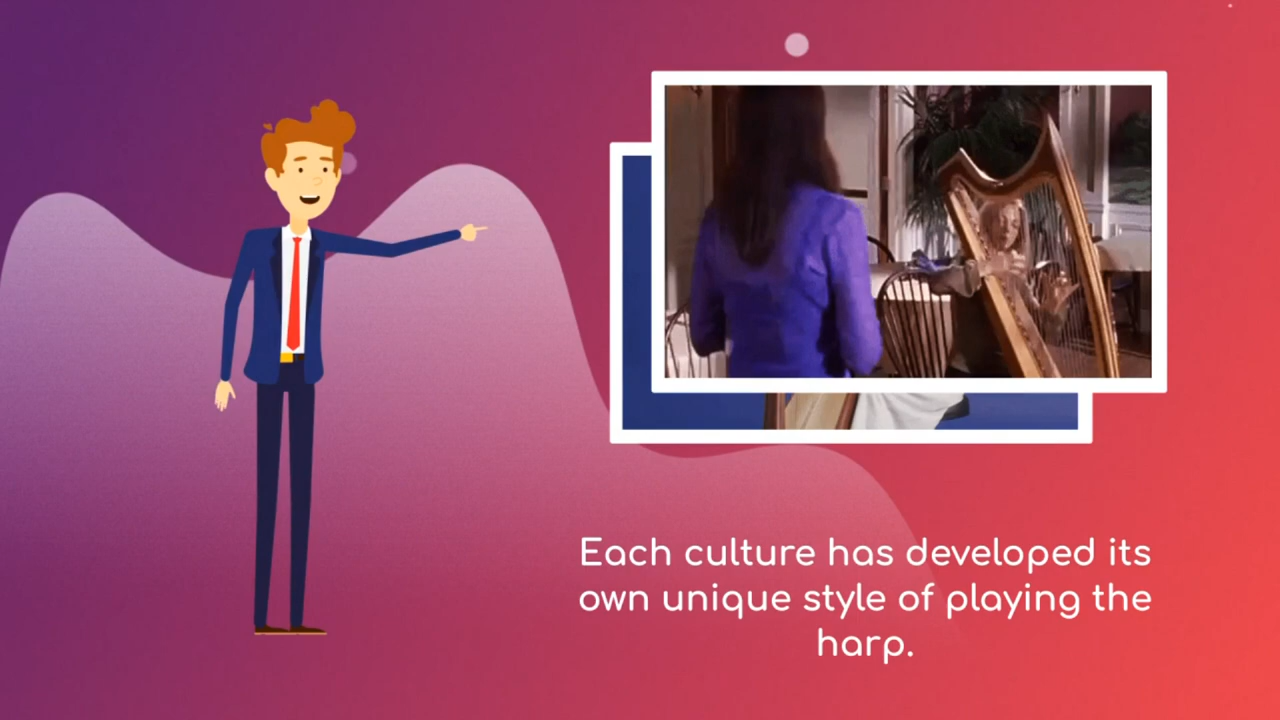 Each culture has developed its
own unique style of playing the
harp.